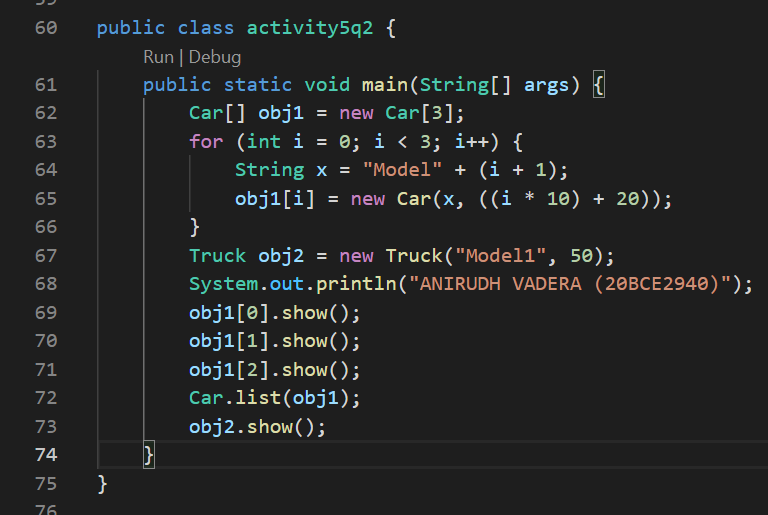 59
60 public class activity5q2 {
Run | Debug
61 public static void main(String[] args) {
62 Car[] obj1 = new Car[3];
63 for (int i = 0; i < 3; i++) {
64 String x = "Model" + (i + 1);
65 obj1[i] = new Car(x, ((i * 10) + 20));
66 }
67 Truck obj2 = new Truck("Model1", 50);
68 System.out.println("ANIRUDH VADERA (20BCE2940)");
69 obj1[0].show();
70 obj1[1].show();
71 obj1[2].show();
72 Car.list(obj1);
73 obj2.show();
74 }
75 }
76